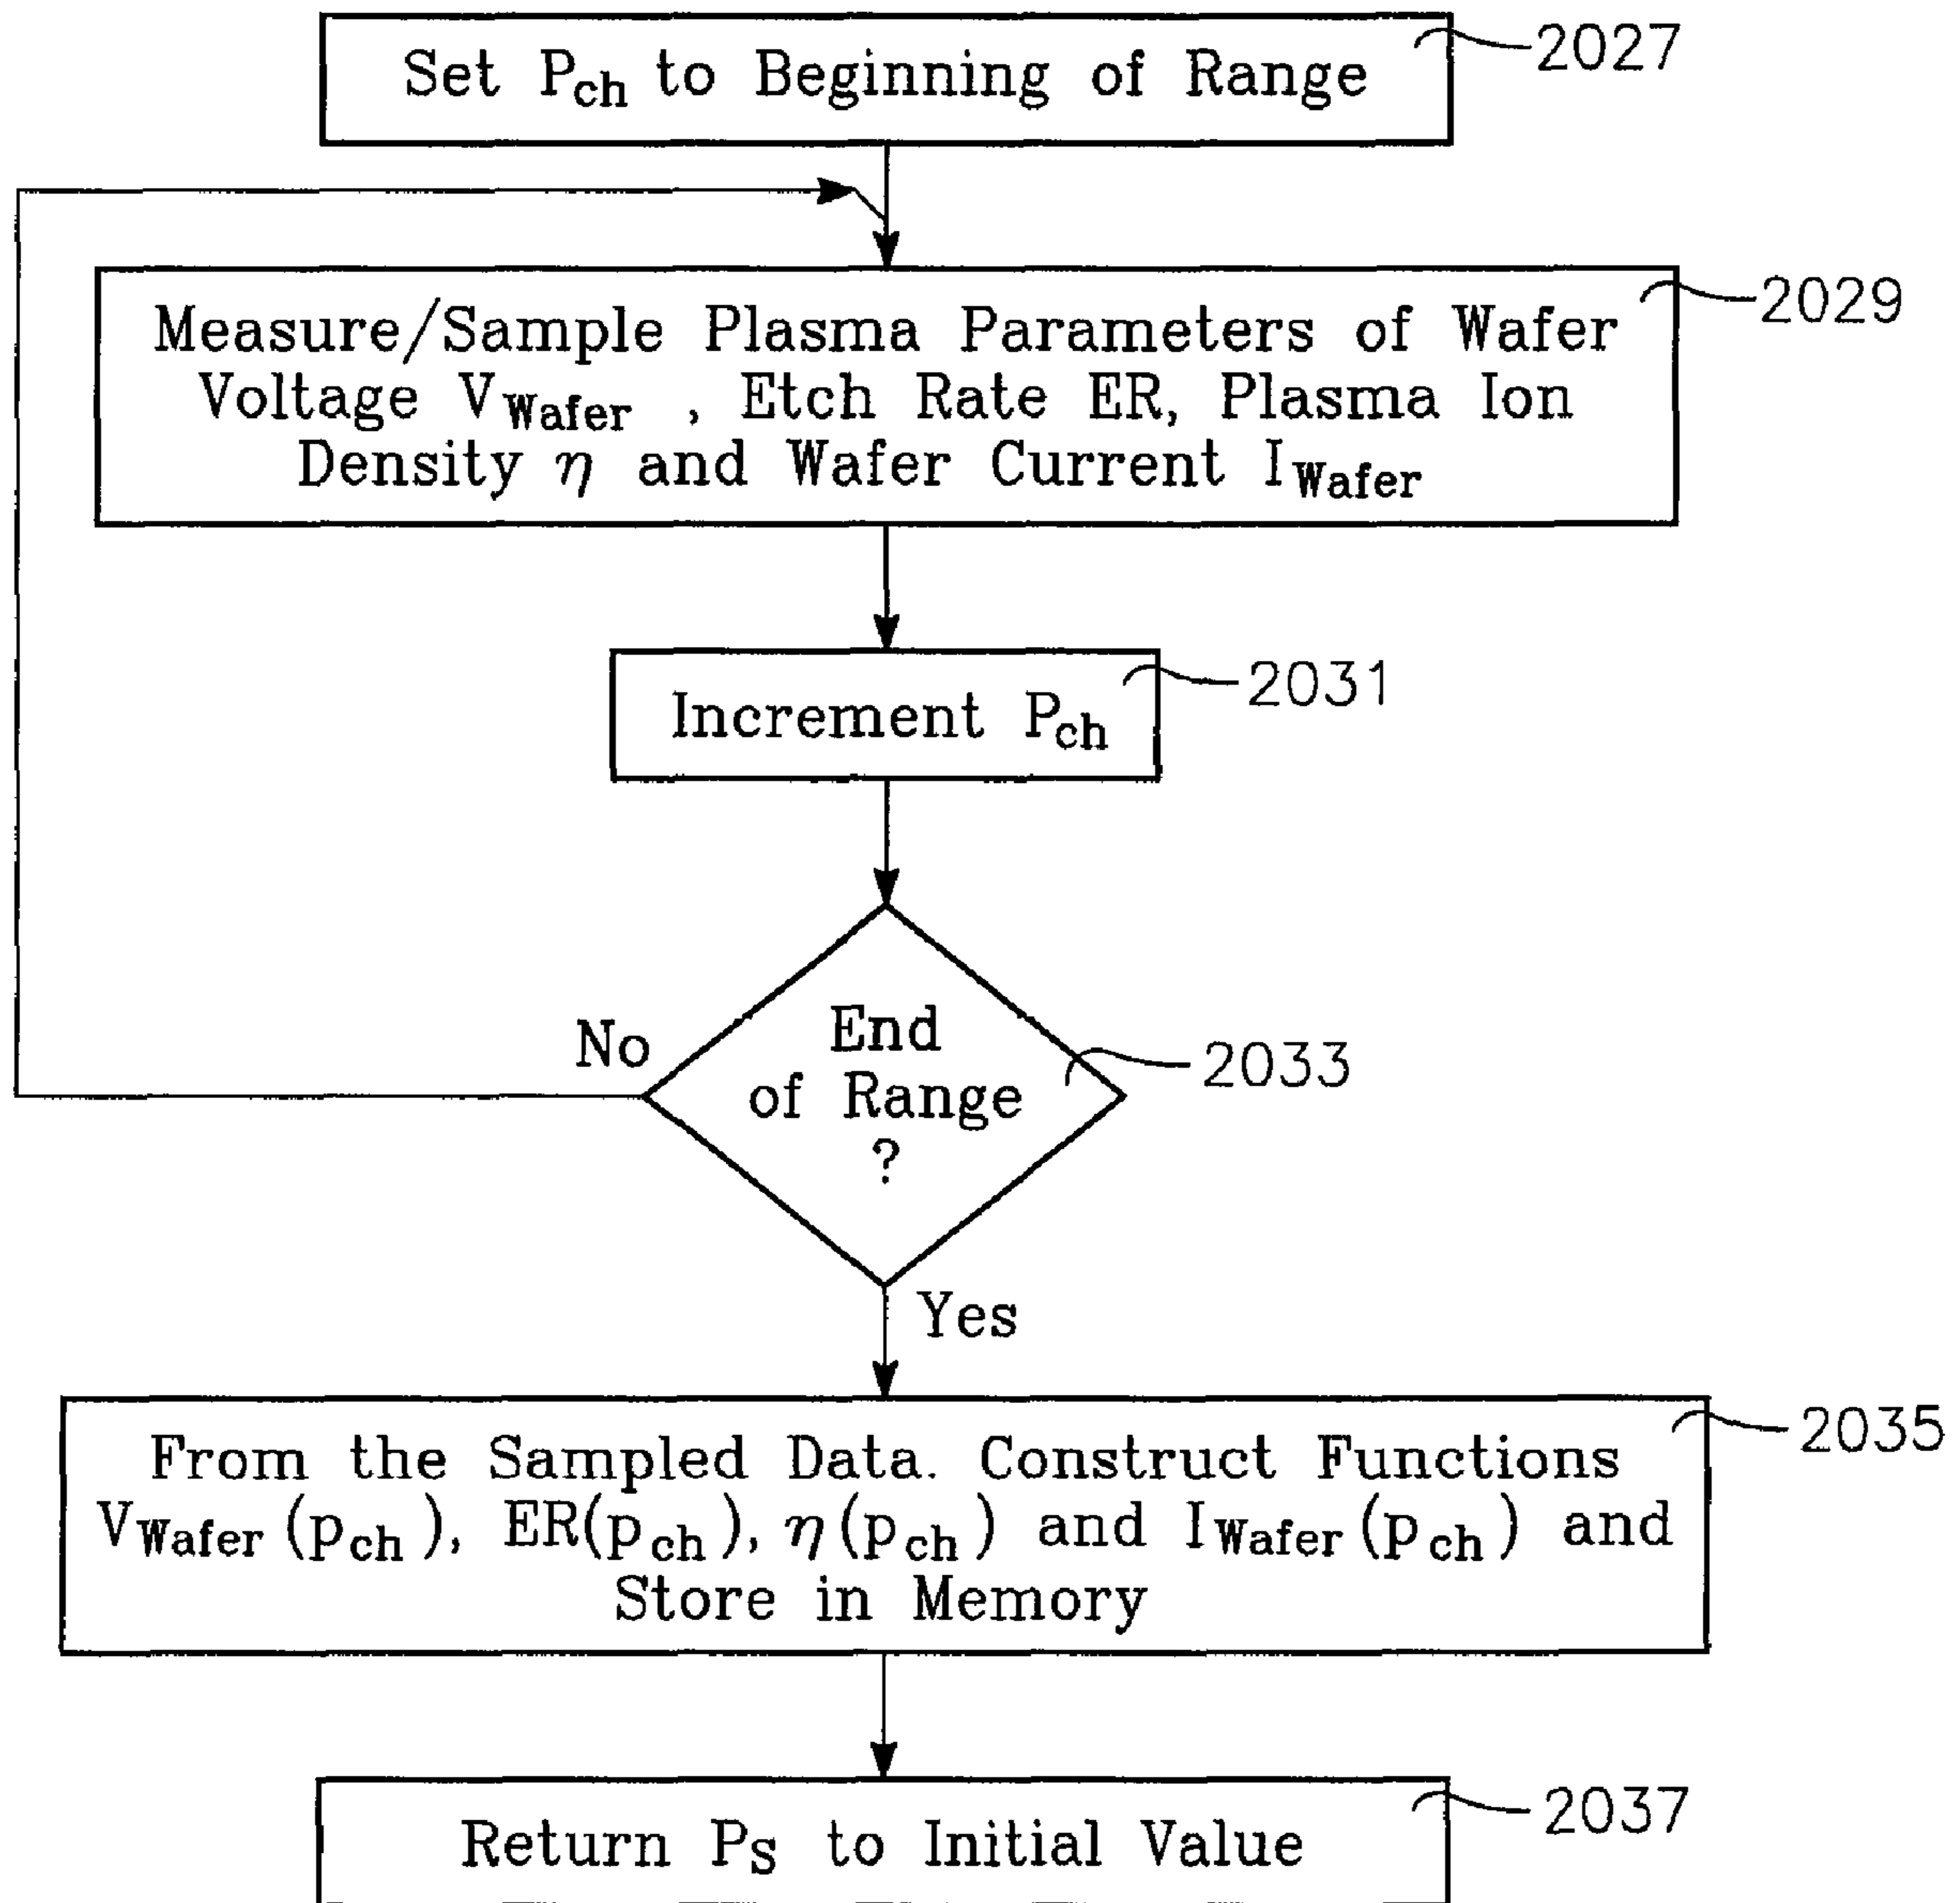 Set Pch to Beginning of Range
2027
Measure/Sample Plasma Parameters of Wafer
Voltage VWafer , Etch Rate ER, Plasma Ion
Density η and Wafer Current IWafer
2029
Increment Pch
2031
End
of Range
?
2033
No
Yes
From the Sampled Data. Construct Functions
VWafer (pch), ER(pch), η(pch) and IWafer (pch) and
Store in Memory
2035
Return PS to Initial Value
2037